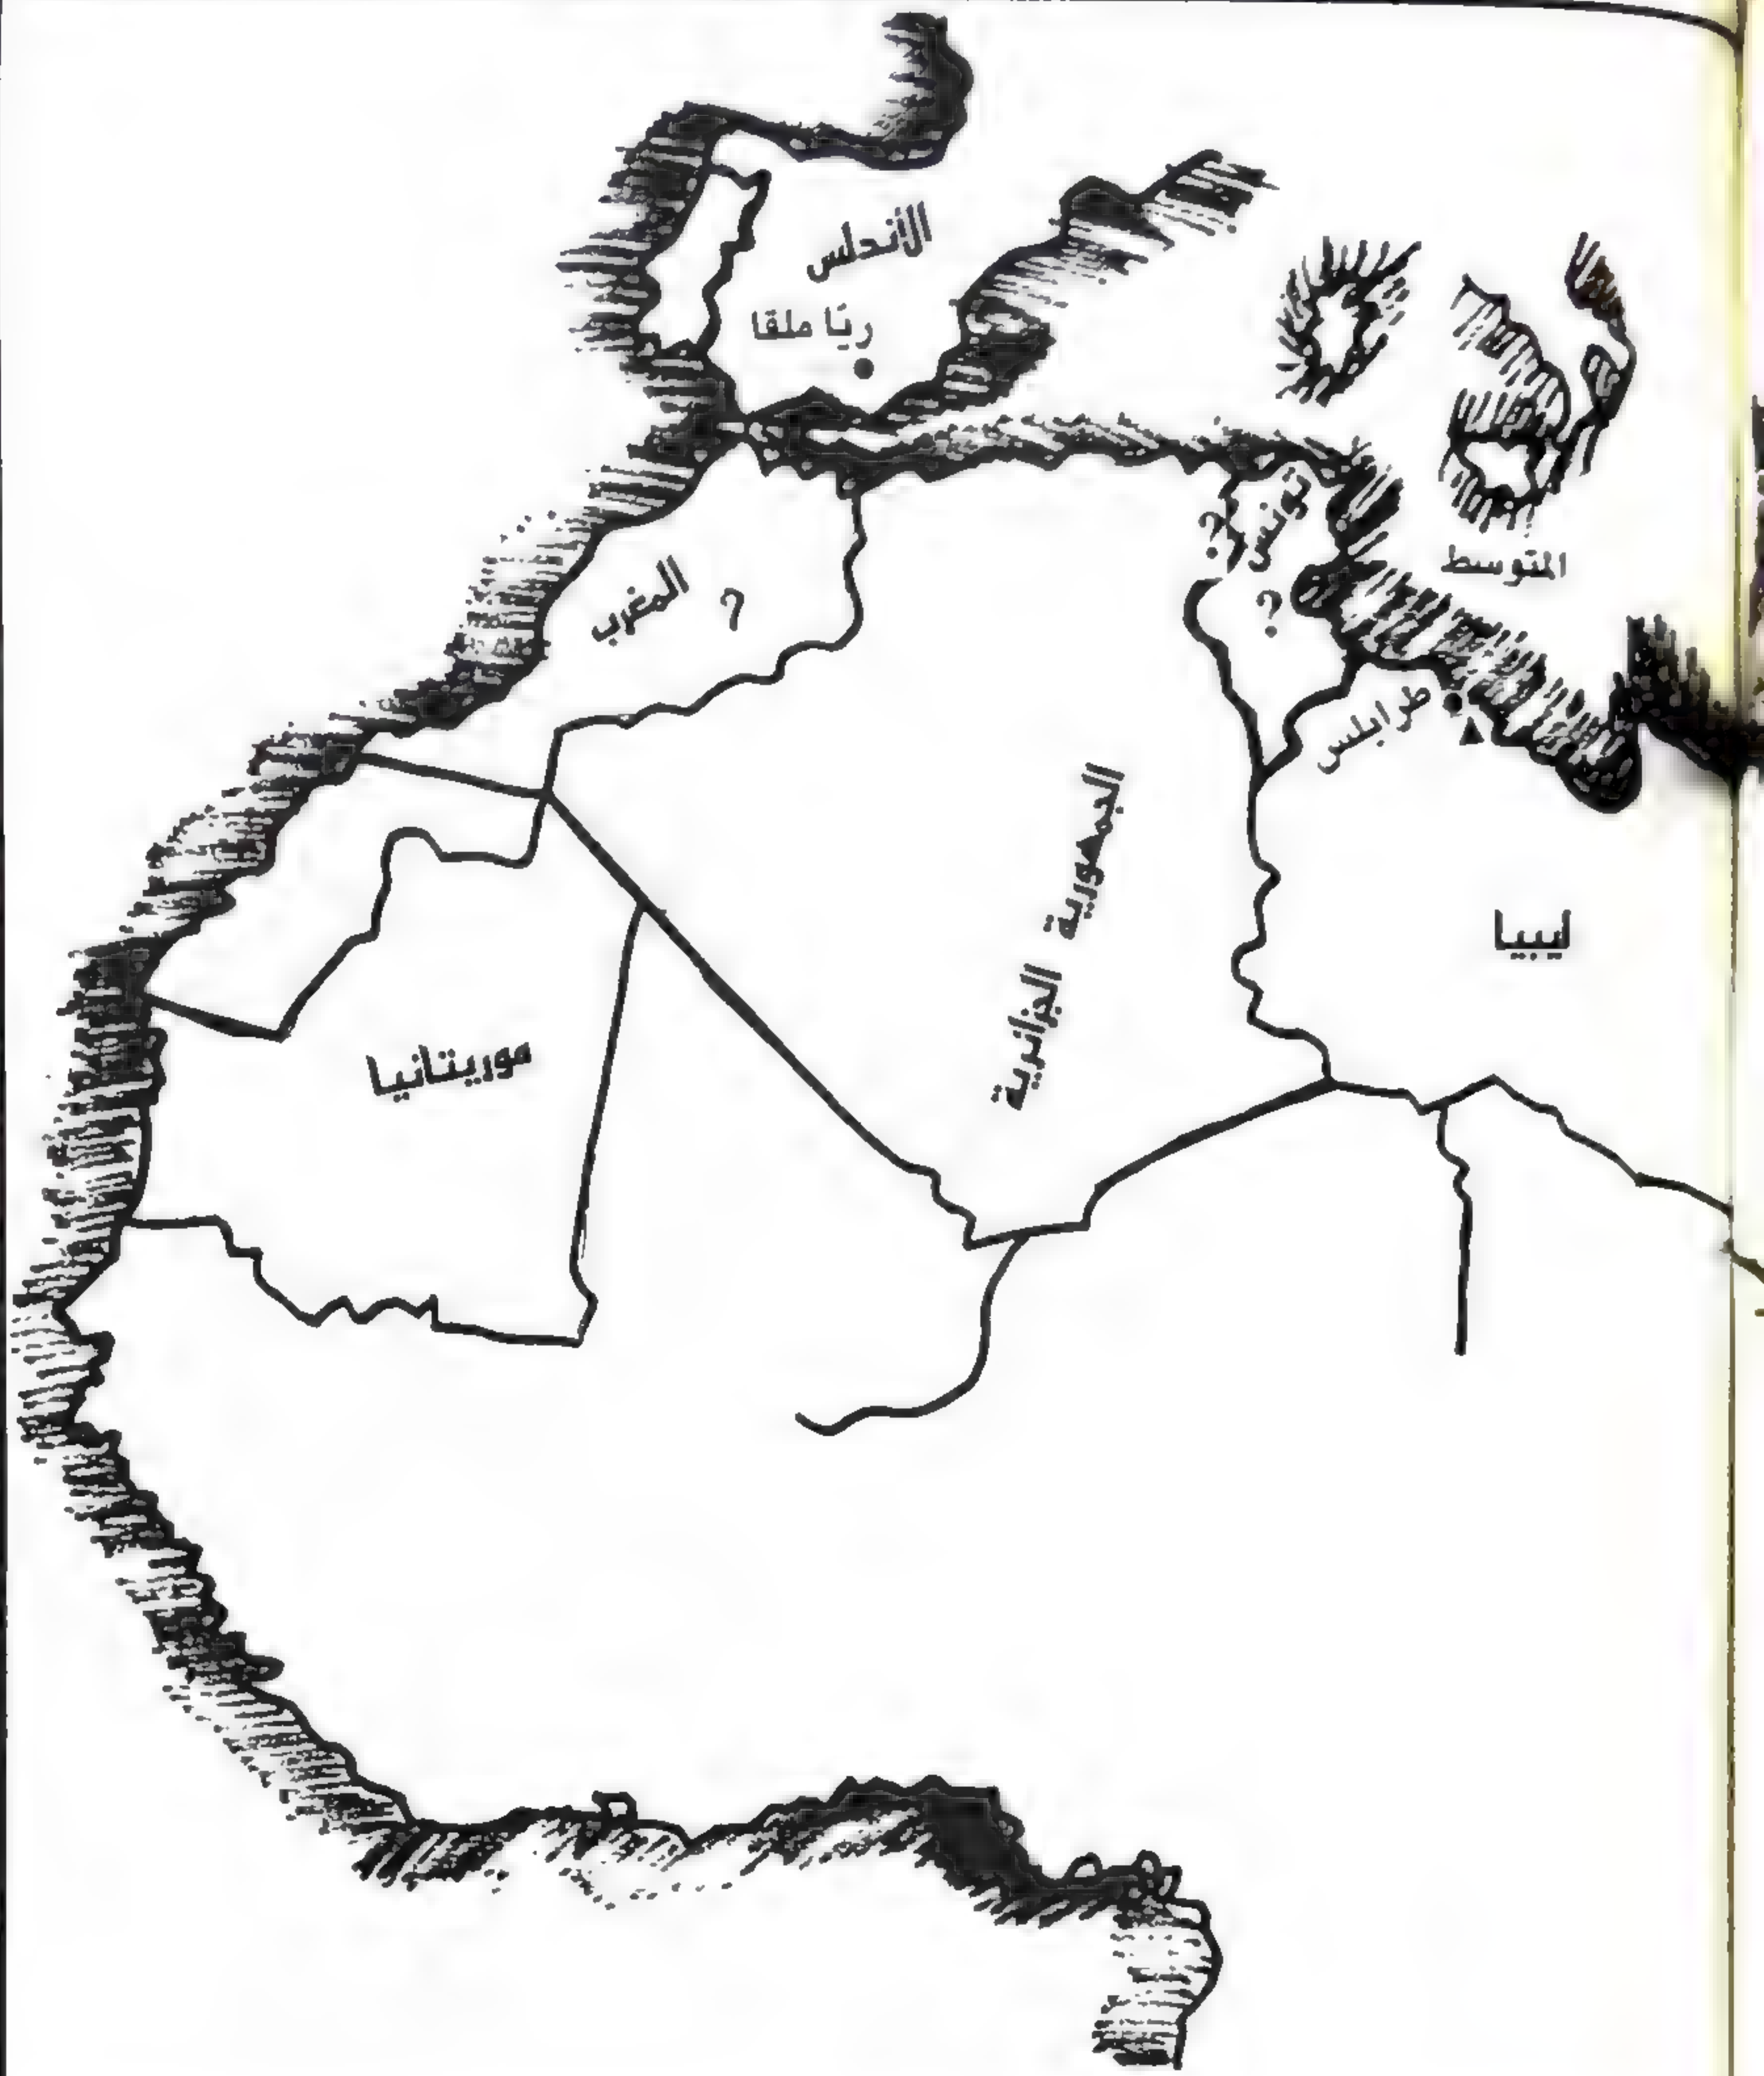 الأندلس
ريّا ملقا
تونس
?
?
المتوسط
المغرب ?
طرابلس
الجمهورية الجزائرية
ليبيا
موريتانيا